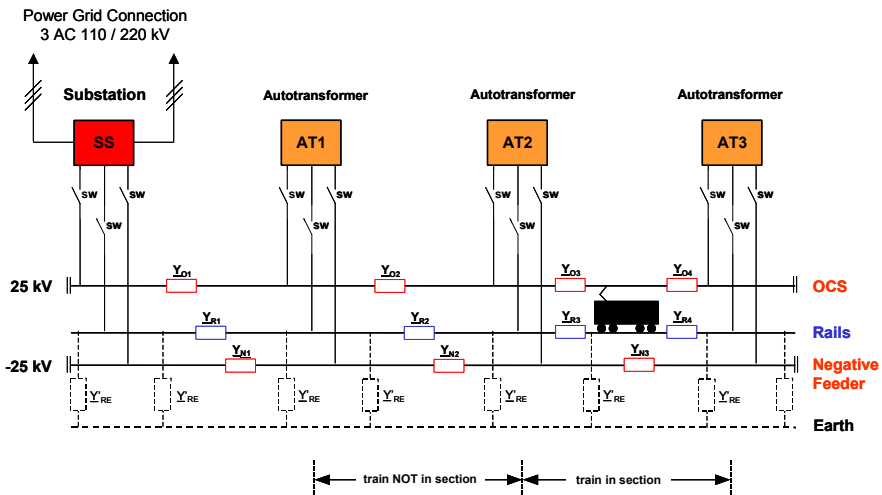 Power Grid Connection
3 AC 110 / 220 kV
Substation
Autotransformer
Autotransformer
Autotransformer
SS
AT1
AT2
AT3
SW SW SW SW SW SW SW SW
SW SW SW SW
Y_O1 Y_O2 Y_O3 Y_O4
25 kV
OCS
Y_R1 Y_R2 Y_R3 Y_R4
Rails
Y_N1 Y_N2 Y_N3
-25 kV
Negative
Feeder
Y'_RE Y'_RE Y'_RE Y'_RE Y'_RE Y'_RE Y'_RE Y'_RE
Earth
train NOT in section
train in section